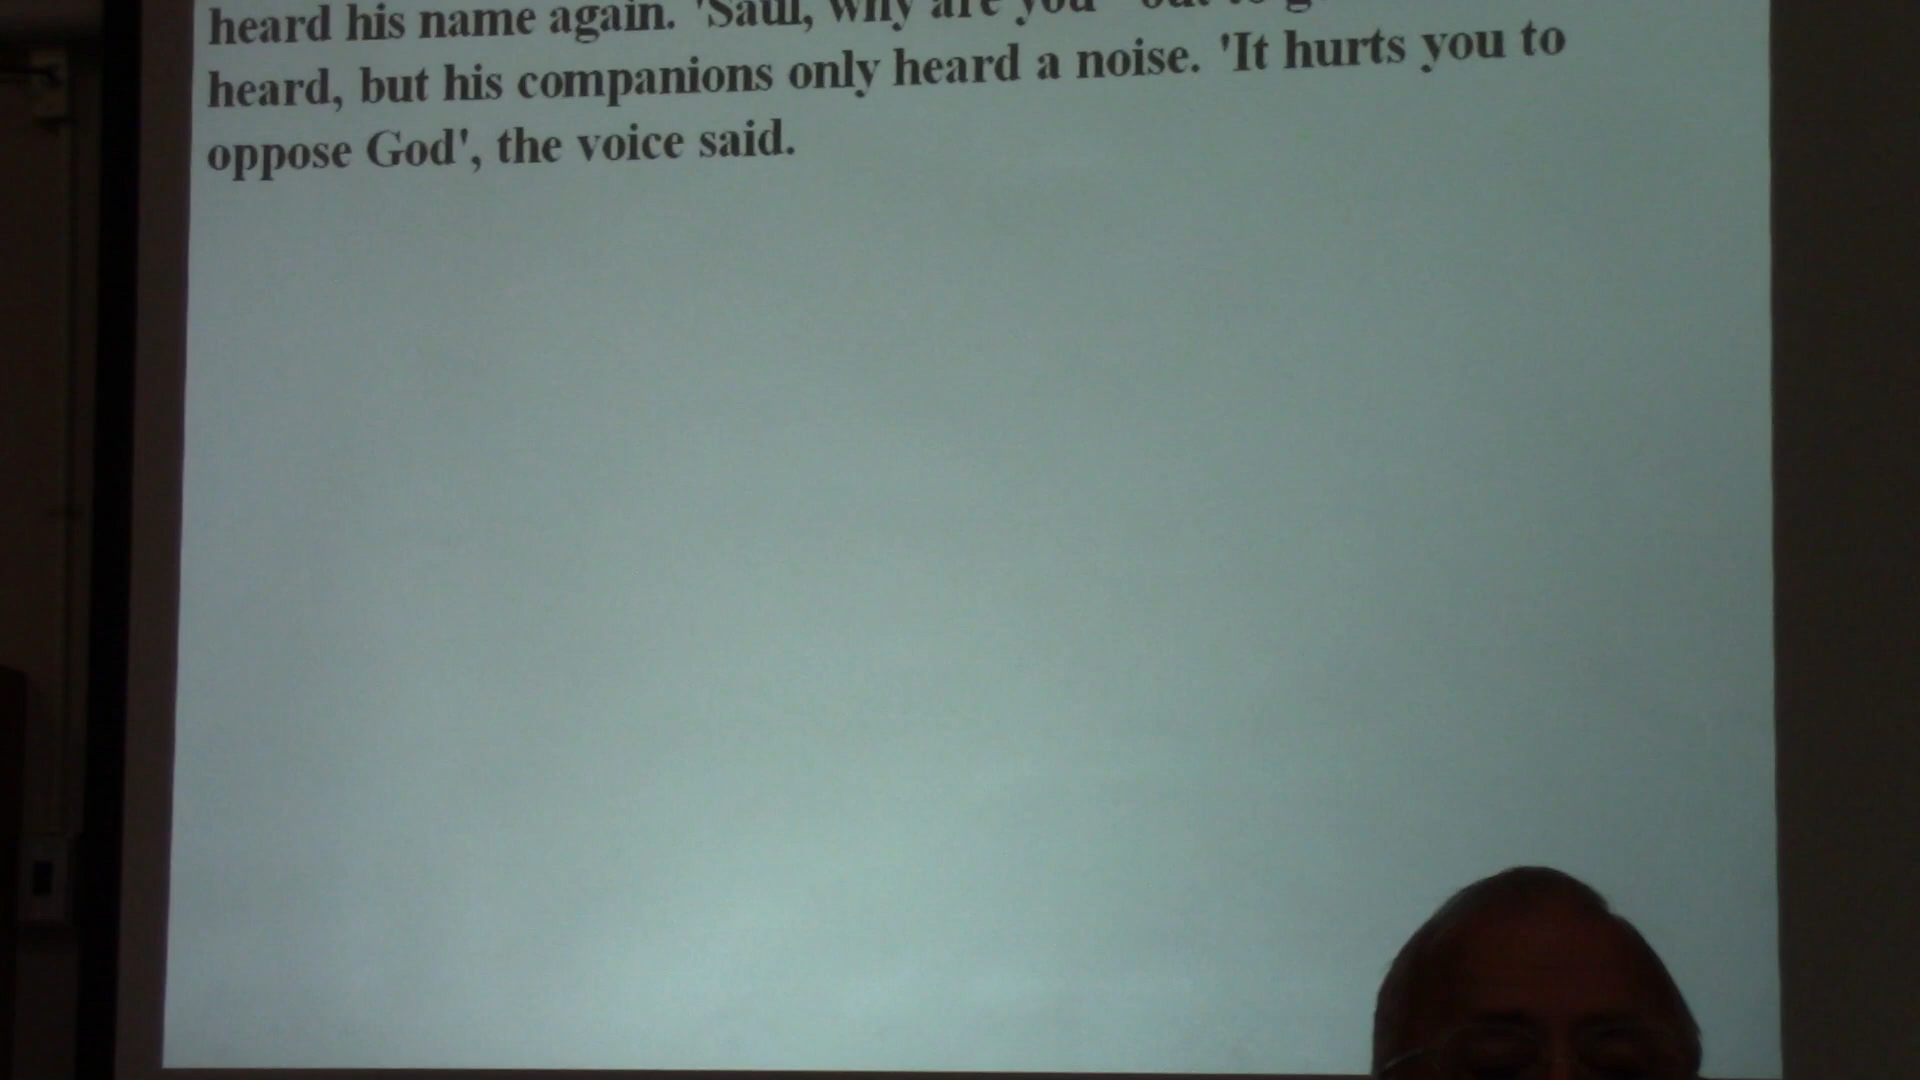 heard his name again. 'Saul, why are you
heard, but his companions only heard a noise. 'It hurts you to
oppose God', the voice said.